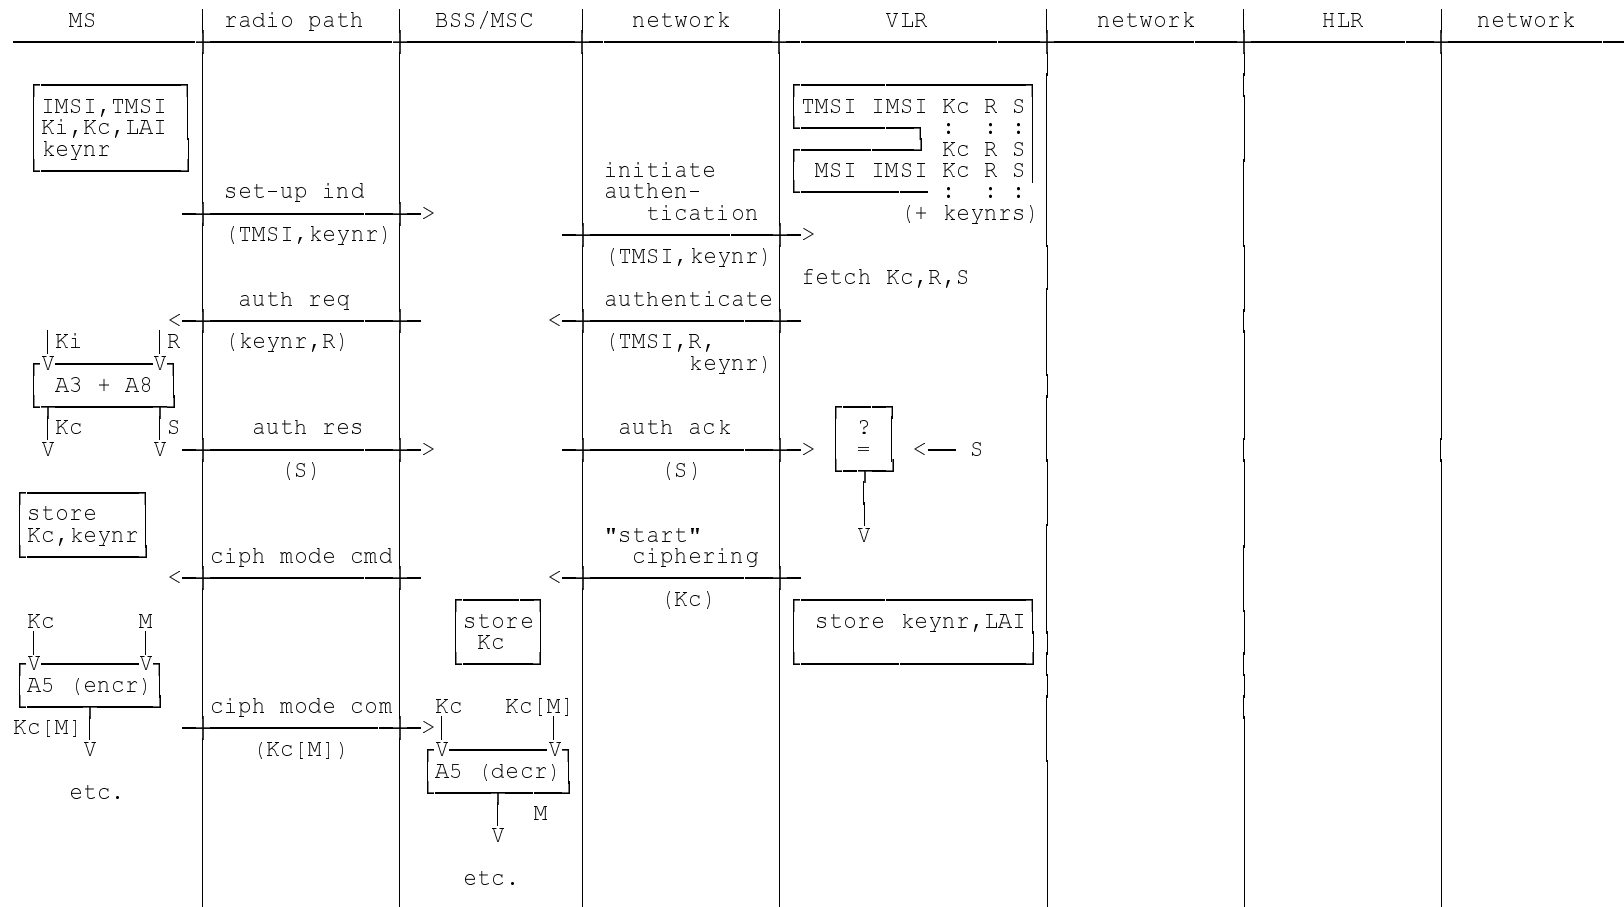 MS radio path BSS/MSC network VLR network HLR network
IMSI,TMSI TMSI IMSI Kc R S
Ki,Kc,LAI : : :
keynr Kc R S
initiate MSI IMSI Kc R S
set-up ind authen- : : :
> tication (+ keynrs)
(TMSI,keynr) >
(TMSI,keynr)
fetch Kc,R,S
auth req authenticate
< <
Ki R (keynr,R) (TMSI,R,
V V keynr)
A3 + A8
Kc S auth res auth ack ?
V V > > = <— S
(S) (S)
store
Kc,keynr "start" V
ciph mode cmd ciphering
< <
(Kc)
Kc M store store keynr,LAI
Kc
V V
A5 (encr)
ciph mode com Kc Kc[M]
Kc[M] >
V (Kc[M]) V V
A5 (decr)
etc.
M
V
etc.